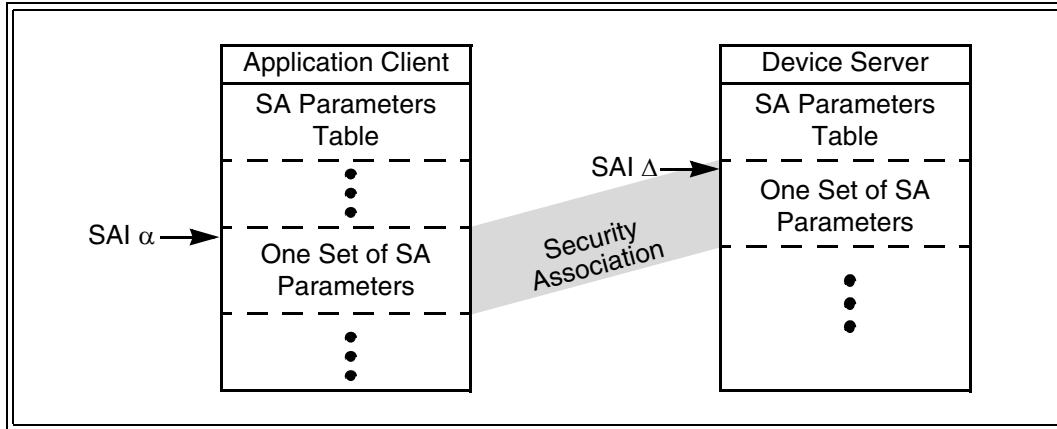 Application Client
SA Parameters
Table
SAI α
One Set of SA
Parameters
Security
Association
Device Server
SA Parameters
Table
SAI Δ
One Set of SA
Parameters